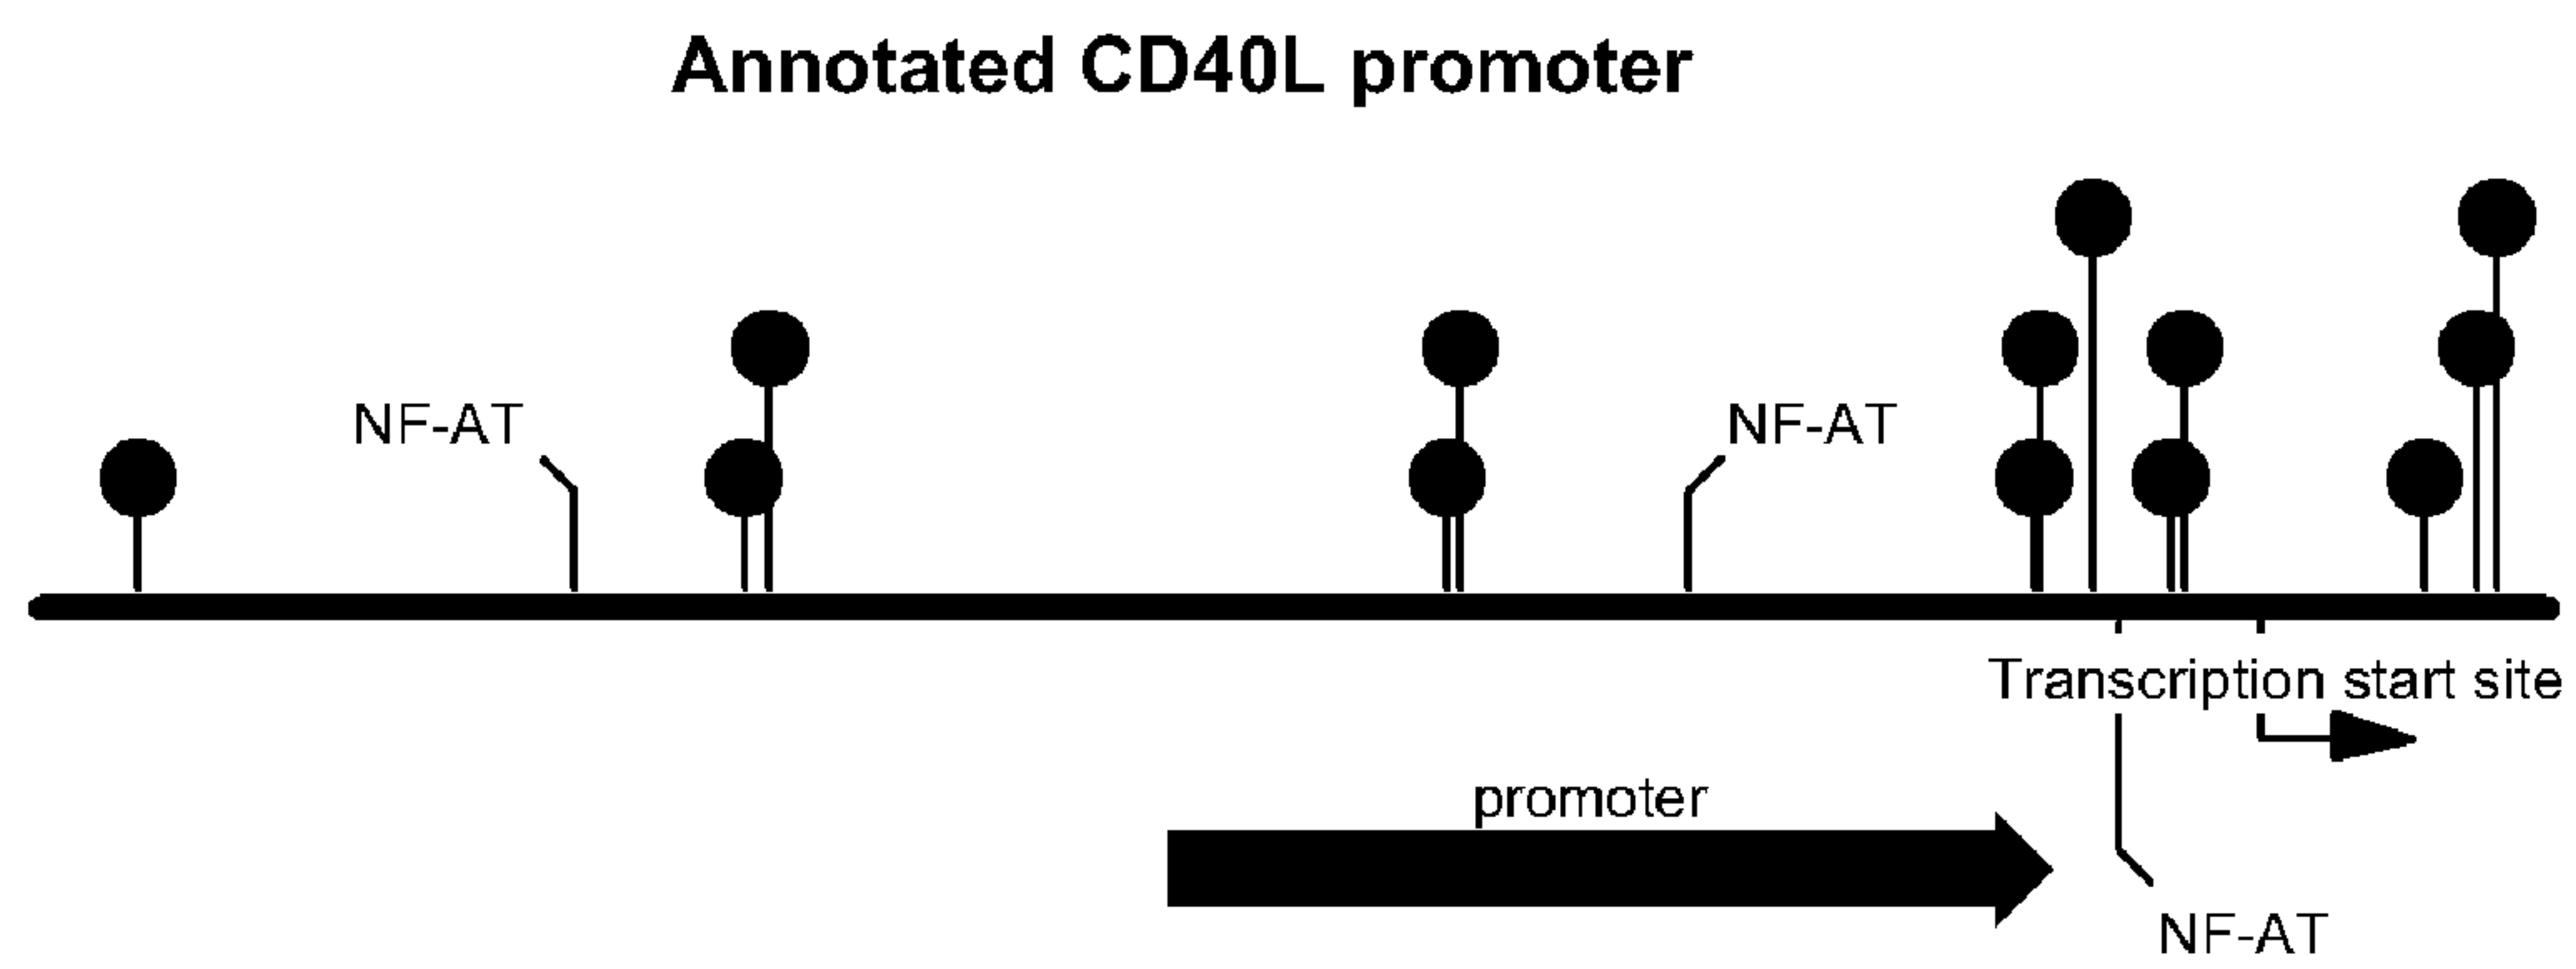 Annotated CD40L promoter
NF-AT
NF-AT
Transcription start site
promoter
NF-AT